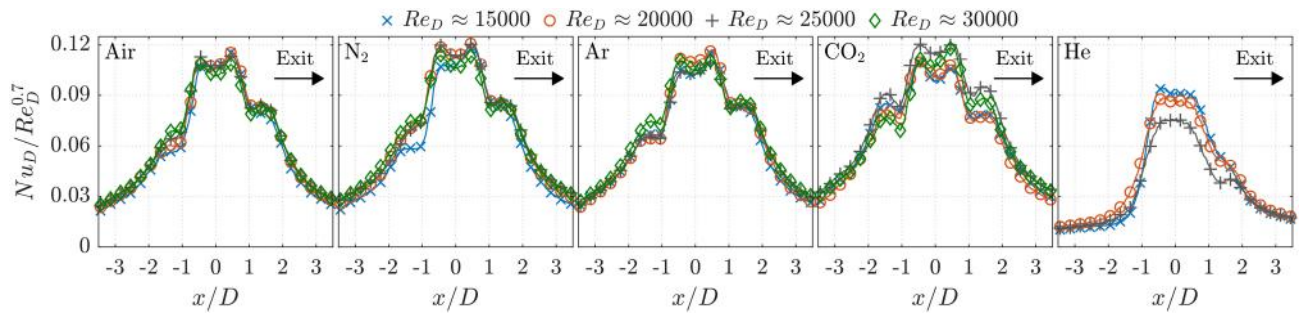 × Re_D ≈ 15000 ○ Re_D ≈ 20000 + Re_D ≈ 25000 ◇ Re_D ≈ 30000
Air Exit N₂ Exit Ar Exit CO₂ Exit He Exit
0.12
0.09
0.06
0.03
0
Nu_D/Re_D^0.7
-3 -2 -1 0 1 2 3 -3 -2 -1 0 1 2 3 -3 -2 -1 0 1 2 3 -3 -2 -1 0 1 2 3 -3 -2 -1 0 1 2 3
x/D x/D x/D x/D x/D